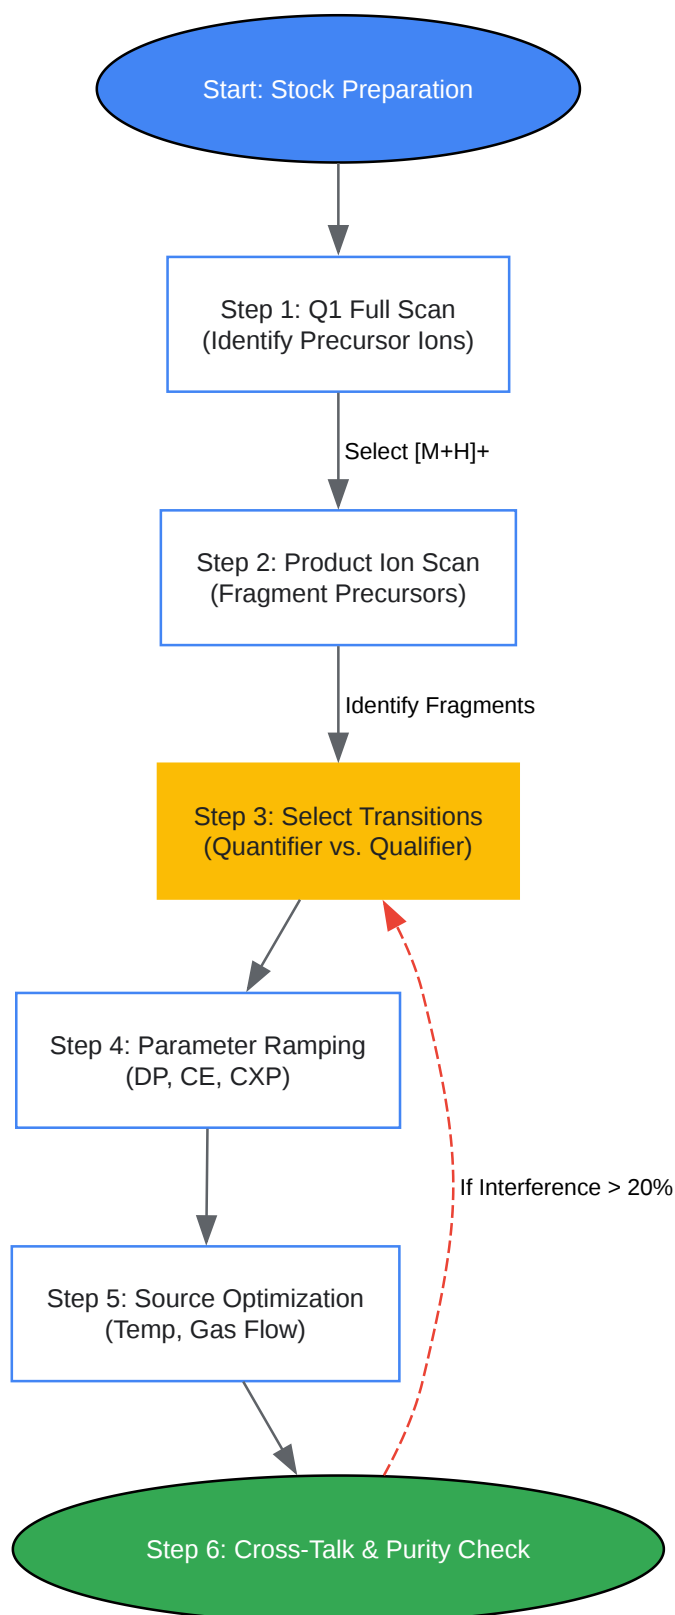 Start: Stock Preparation
Step 1: Q1 Full Scan
(Identify Precursor Ions)
Select [M+H]+
Step 2: Product Ion Scan
(Fragment Precursors)
Identify Fragments
Step 3: Select Transitions
(Quantifier vs. Qualifier)
Step 4: Parameter Ramping
(DP, CE, CXP)
If Interference > 20%
Step 5: Source Optimization
(Temp, Gas Flow)
Step 6: Cross-Talk & Purity Check